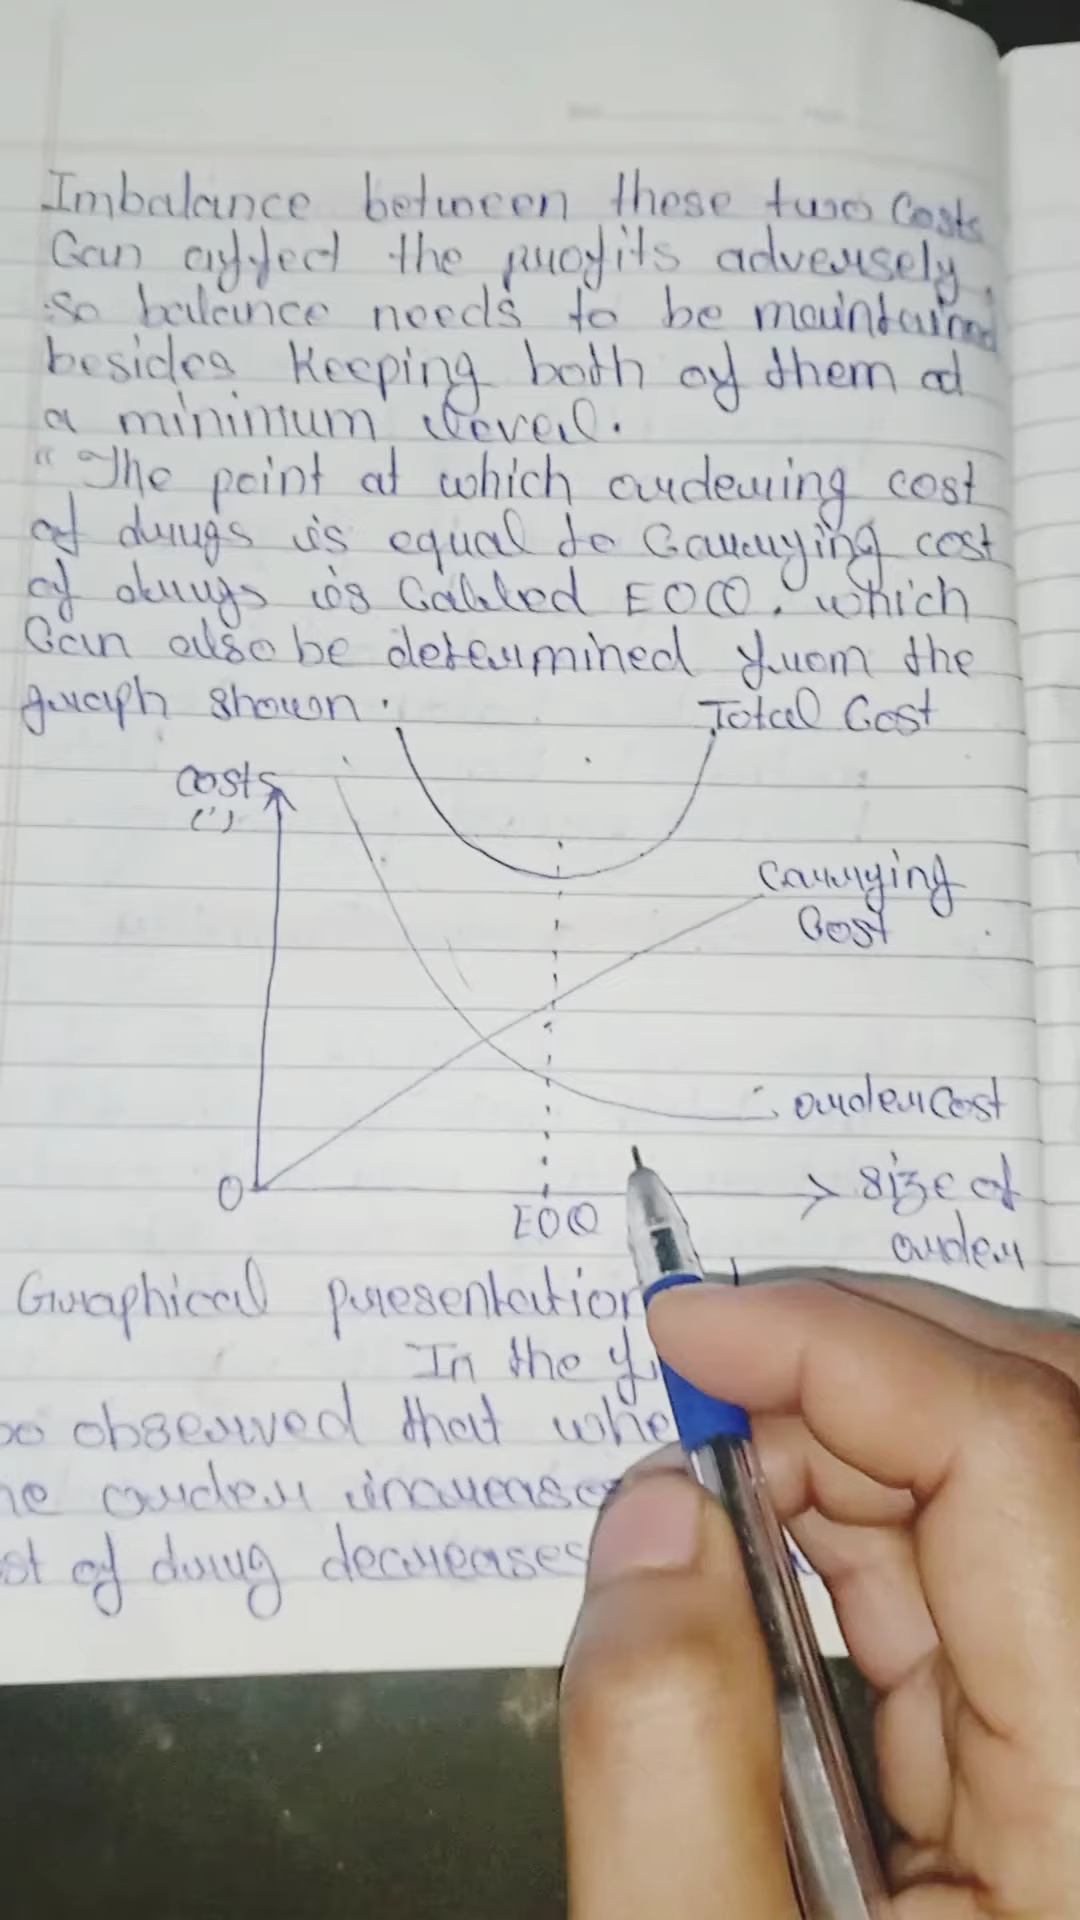 Imbalance between these two costs
Can affect the profits adversely,
so balance needs to be maintained
besides Keeping both of them at
a minimum level.
"The point at which ordering cost
of drugs is equal to Carrying cost
of drugs is Called EOQ. which
Can also be determined from the
graph shown.
Total Cost
costs
(')
Carrying
Cost
order cost
O
EOQ
size of
order
Graphical presentation
In the
observed that
order increases
of drug decreases